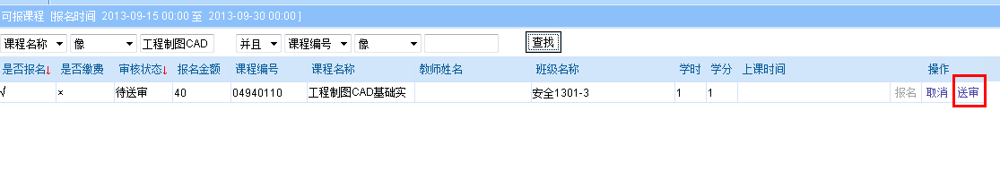 可报课程 [报名时间 2013-09-15 00:00 至 2013-09-30 00:00 ]
课程名称 像 工程制图CAD 并且 课程编号 像 查找
是否报名↓ 是否缴费 审核状态↓ 报名金额 课程编号 课程名称 教师姓名 班级名称 学时 学分 上课时间 操作
√ × 待送审 40 04940110 工程制图CAD基础实 安全1301-3 1 1 报名 取消 送审